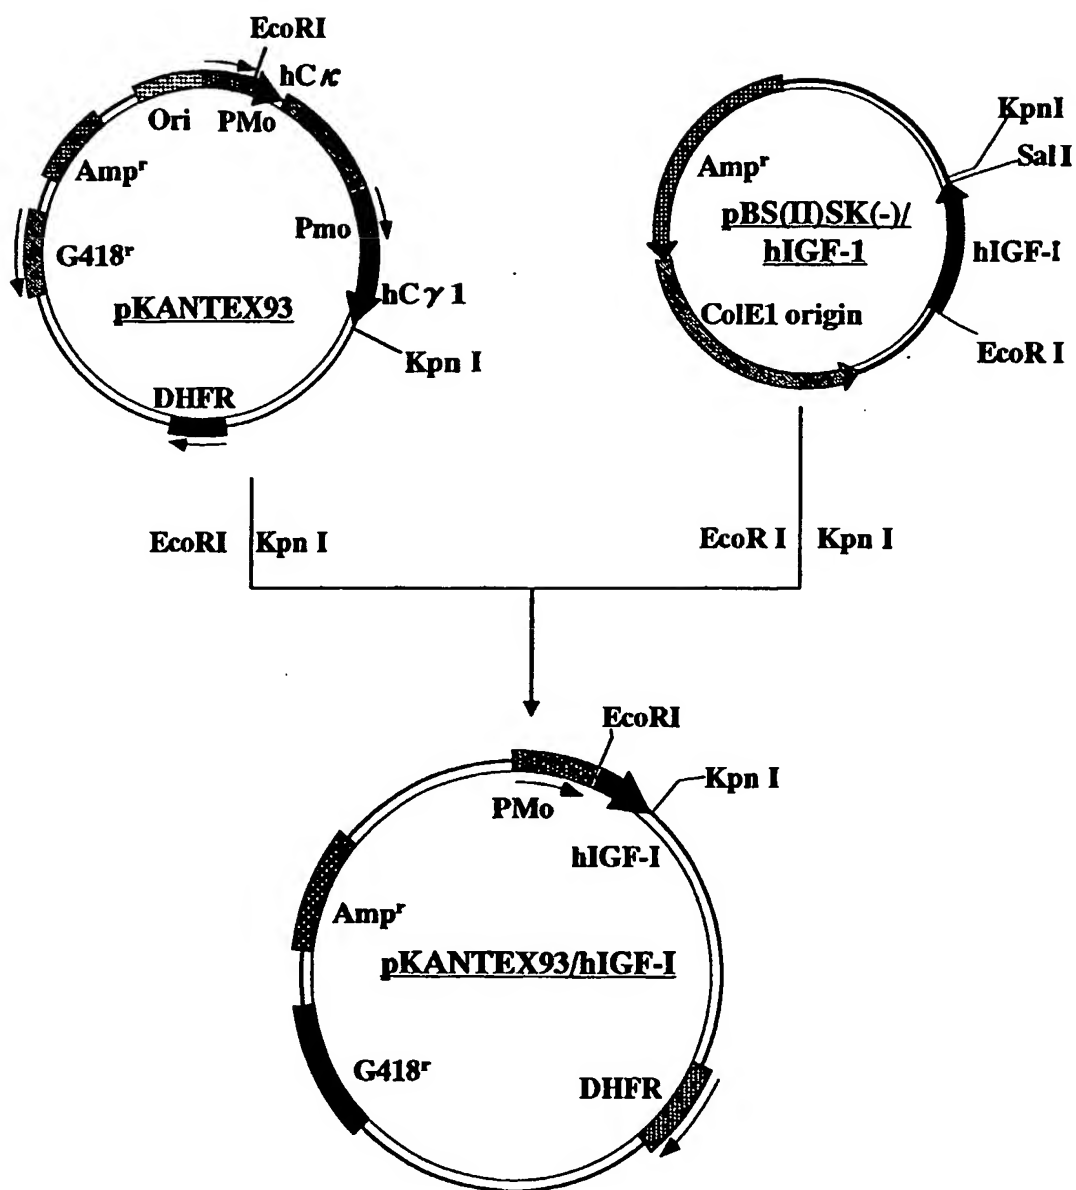 EcoRI
hCκ
Ori PMo
Ampʳ
G418ʳ
Pmo
pKANTEX93
hCγ1
Kpn I
DHFR
KpnI
Sal I
Ampʳ
pBS(II)SK(-)/
hIGF-1
hIGF-I
ColE1 origin
EcoR I
EcoRI Kpn I
EcoR I Kpn I
EcoRI
Kpn I
PMo
hIGF-I
Ampʳ
pKANTEX93/hIGF-I
G418ʳ
DHFR